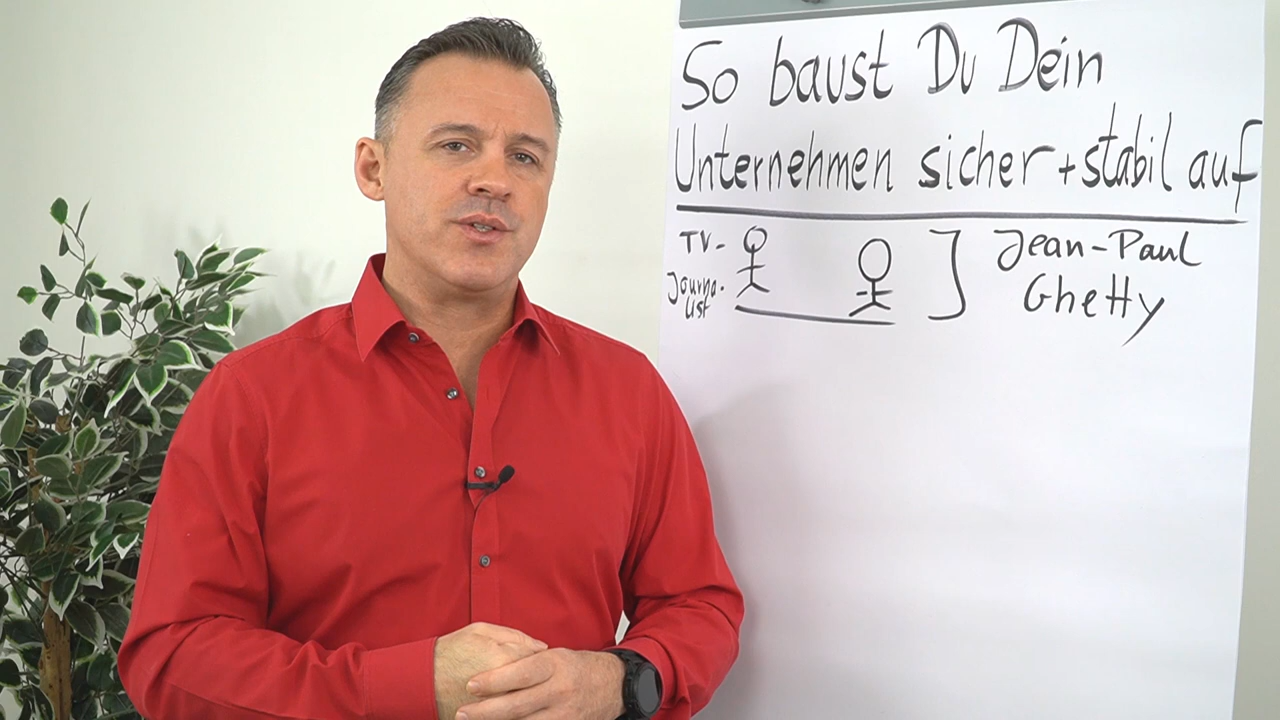 So baust Du Dein
Unternehmen sicher + stabil auf
TV-
Journa-
list
Jean-Paul
Ghetty